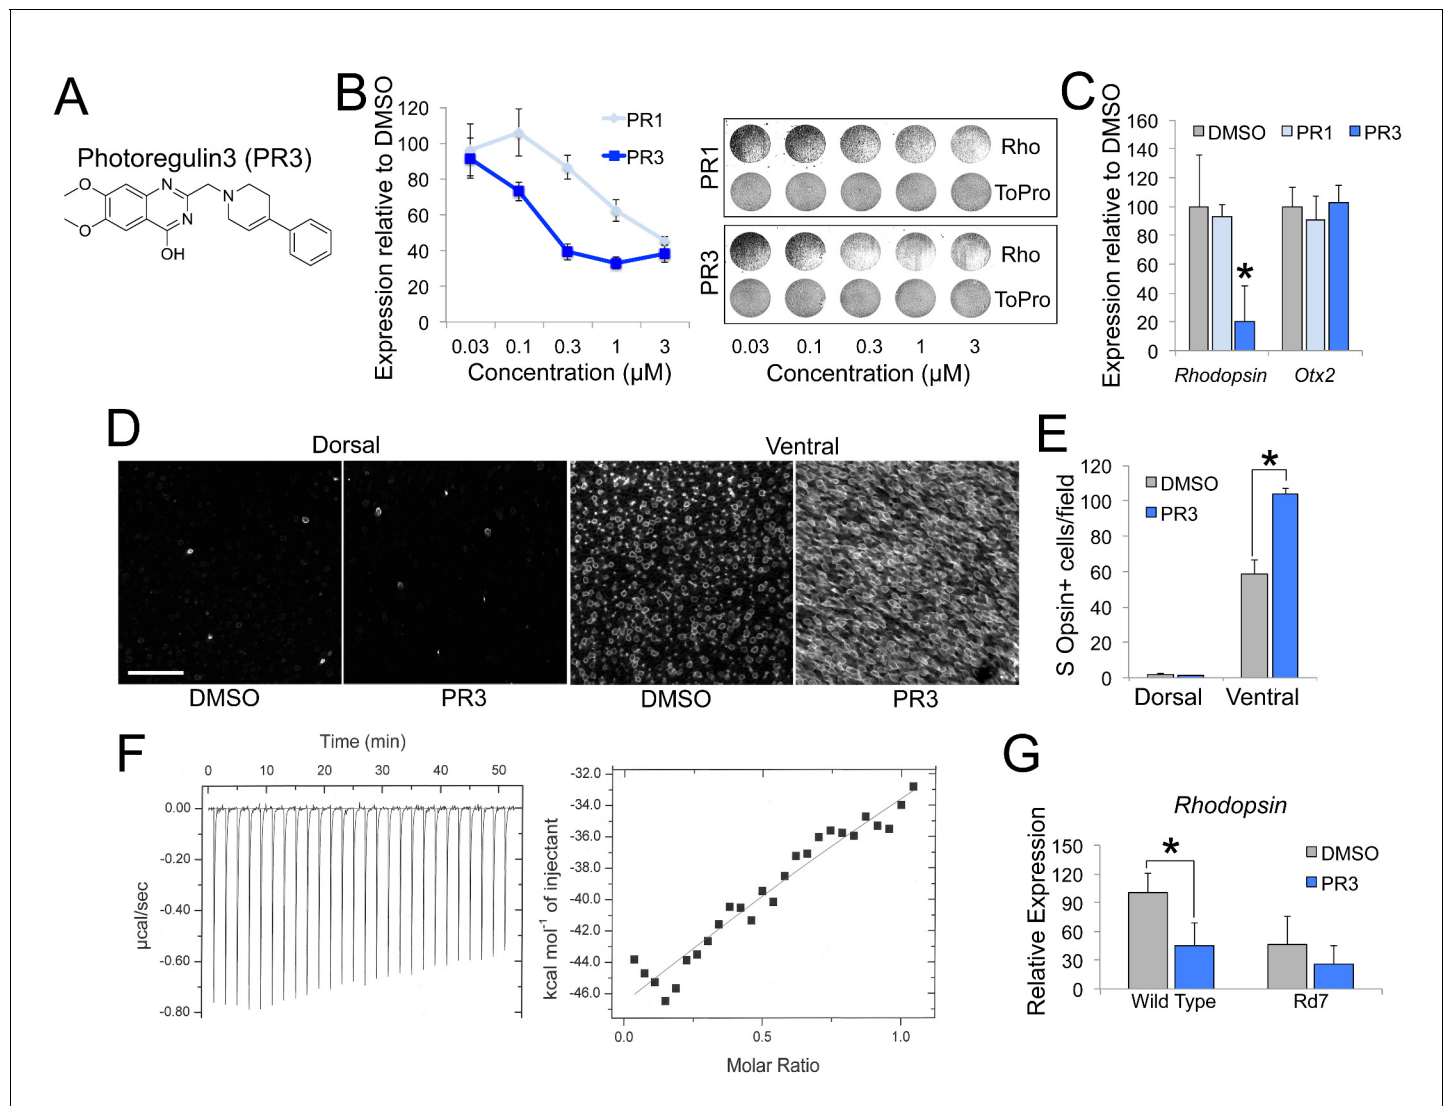 A
Photoregulin3 (PR3)
O
O
N
N
N
OH
B
Expression relative to DMSO
120
100
80
60
40
20
0
PR1
PR3
0.03 0.1 0.3 1 3
Concentration (µM)
PR1
Rho
ToPro
PR3
Rho
ToPro
0.03 0.1 0.3 1 3
Concentration (µM)
C
Expression relative to DMSO
160
140
120
100
80
60
40
20
0
DMSO PR1 PR3
*
Rhodopsin Otx2
D
Dorsal Ventral
DMSO PR3 DMSO PR3
E
S Opsin+ cells/field
120
100
80
60
40
20
0
DMSO
PR3
*
Dorsal Ventral
F
Time (min)
0 10 20 30 40 50
µcal/sec
0.00
-0.20
-0.40
-0.60
-0.80
kcal mol⁻¹ of injectant
-32.0
-34.0
-36.0
-38.0
-40.0
-42.0
-44.0
-46.0
0.0 0.5 1.0
Molar Ratio
G
Rhodopsin
Relative Expression
150
120
90
60
30
0
*
DMSO
PR3
Wild Type Rd7